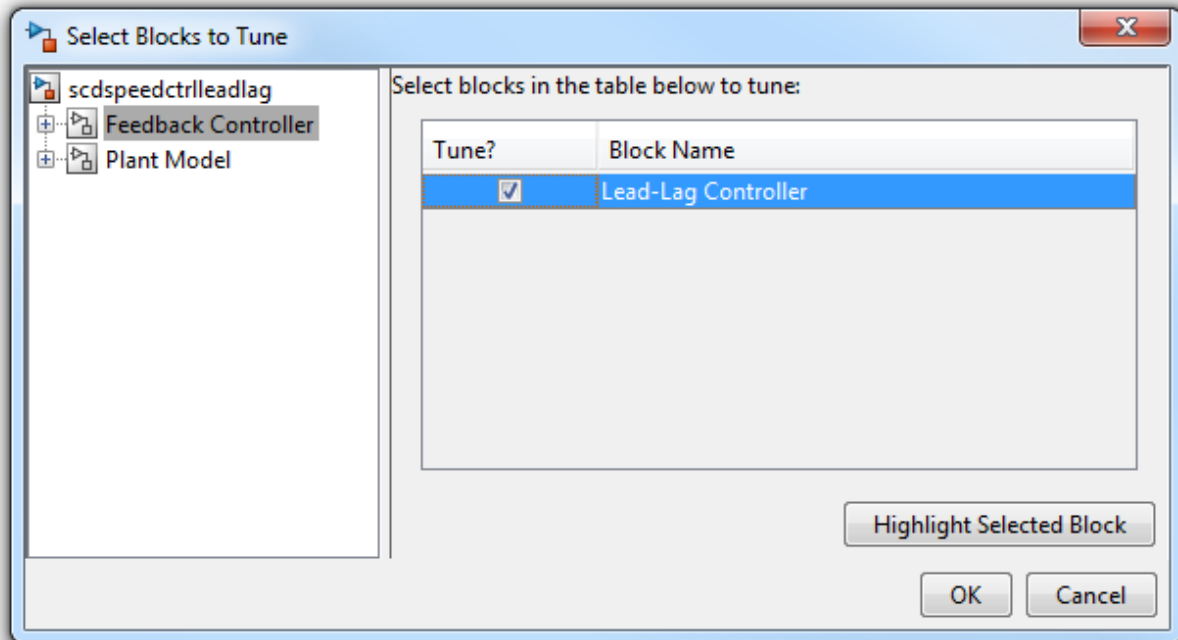 Select Blocks to Tune
scdspeedctrlleadlag
Feedback Controller
Plant Model
Select blocks in the table below to tune:
Tune? Block Name
Lead-Lag Controller
Highlight Selected Block
OK Cancel